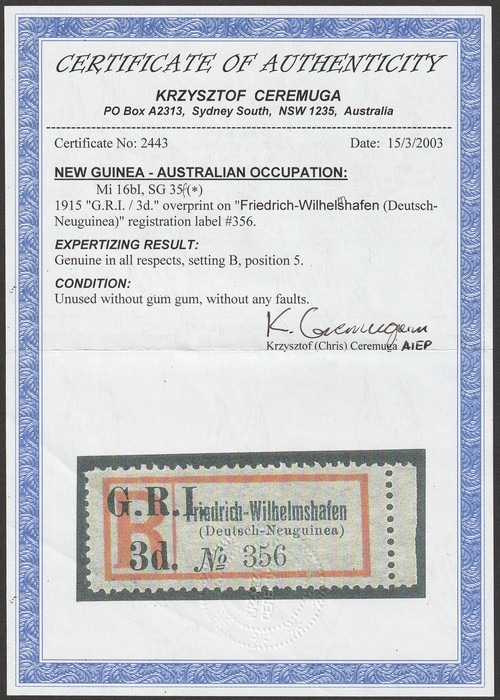 CERTIFICATE OF AUTHENTICITY
KRZYSZTOF CEREMUGA
PO Box A2313, Sydney South, NSW 1235, Australia
Certificate No: 2443 Date: 15/3/2003
NEW GUINEA - AUSTRALIAN OCCUPATION:
Mi 16bI, SG 35f(*)
1915 "G.R.I. / 3d." overprint on "Friedrich-Wilhelmhafen (Deutsch-
Neuguinea)" registration label #356.
EXPERTIZING RESULT:
Genuine in all respects, setting B, position 5.
CONDITION:
Unused without gum gum, without any faults.
K. Ceremuga
Krzysztof (Chris) Ceremuga AIEP
G.R.I.
R
Friedrich-Wilhelmshafen
(Deutsch-Neuguinea)
3d. № 356